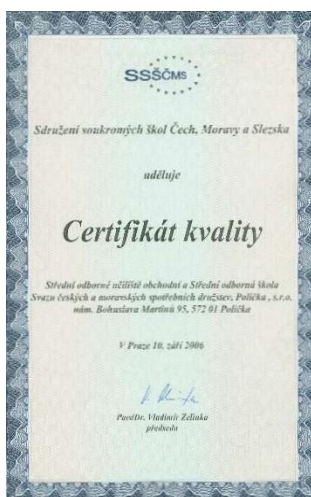 SSŠČMS
Sdružení soukromých škol Čech, Moravy a Slezska
uděluje
Certifikát kvality
Střední odborné učiliště obchodní a Střední odborná škola
Svazu českých a moravských spotřebních družstev, Polička , s.r.o.
nám. Bohuslava Martinů 95, 572 01 Polička
V Praze 10. září 2006
PaedDr. Vladimír Zelinka
předseda